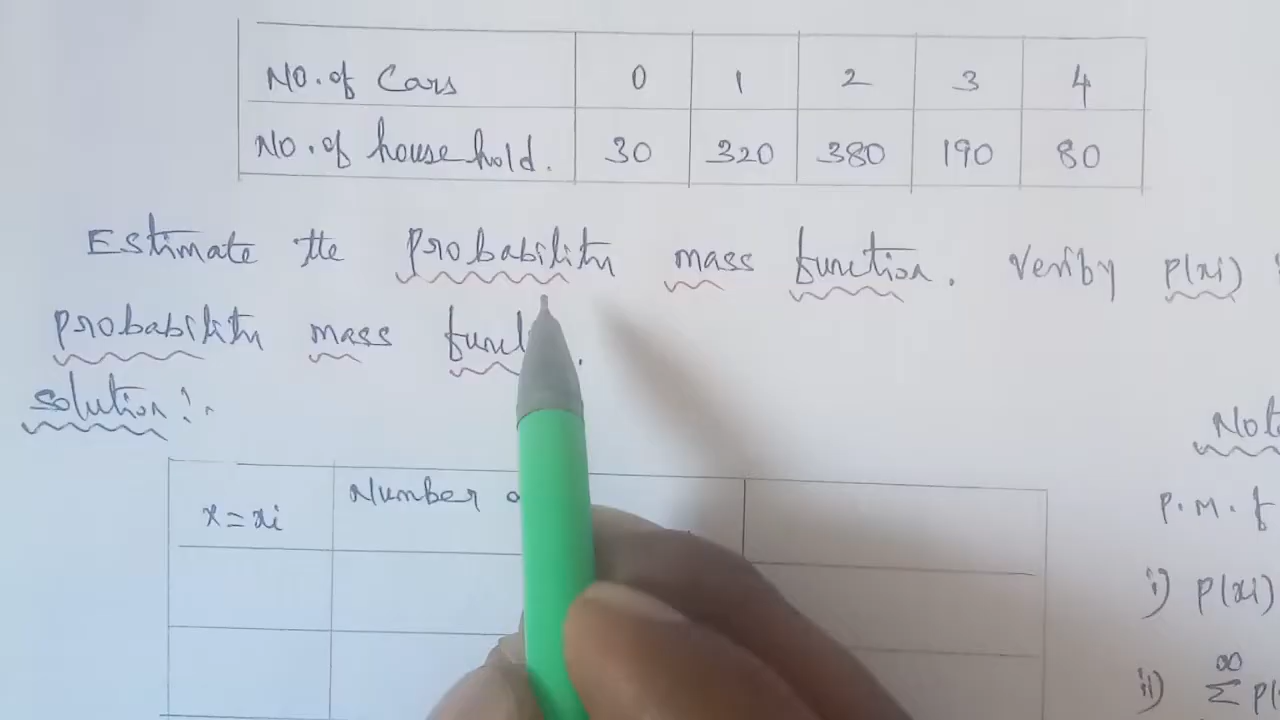 No. of Cars 0 1 2 3 4
No. of house hold. 30 320 380 190 80
Estimate the probability mass function. Verify p(xi)
probability mass
solution:-
Note
x = xi Number
P.M.f
i) p(xi)
ii) ∞ Σ p(